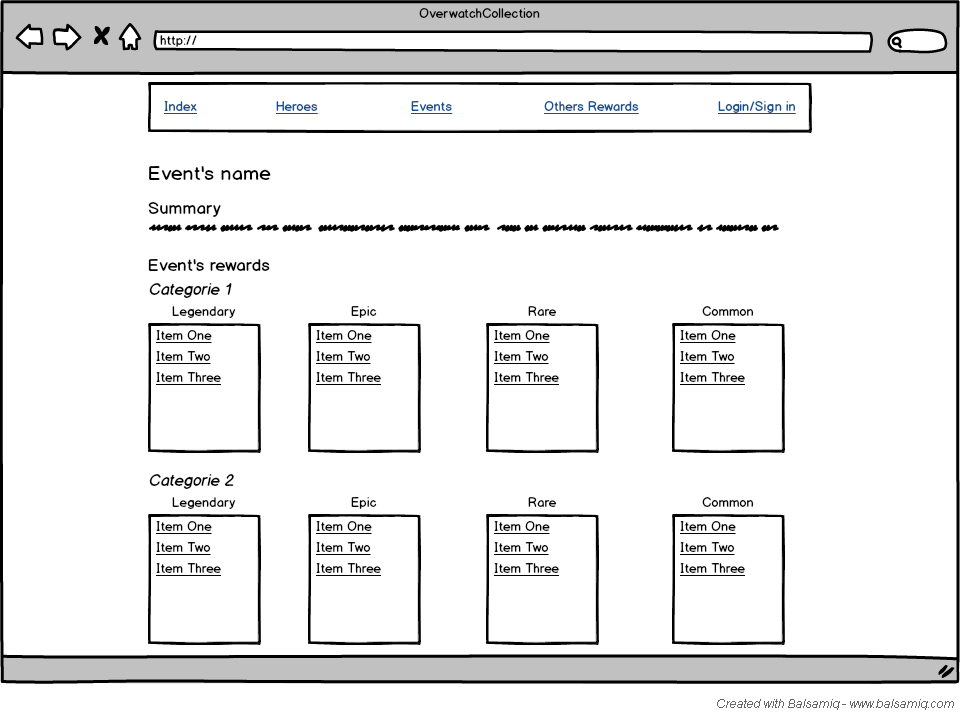 OverwatchCollection
http://
Index Heroes Events Others Rewards Login/Sign in
Event's name
Summary
Event's rewards
Categorie 1
Legendary Epic Rare Common
Item One Item One Item One Item One
Item Two Item Two Item Two Item Two
Item Three Item Three Item Three Item Three
Categorie 2
Legendary Epic Rare Common
Item One Item One Item One Item One
Item Two Item Two Item Two Item Two
Item Three Item Three Item Three Item Three
Created with Balsamiq - www.balsamiq.com